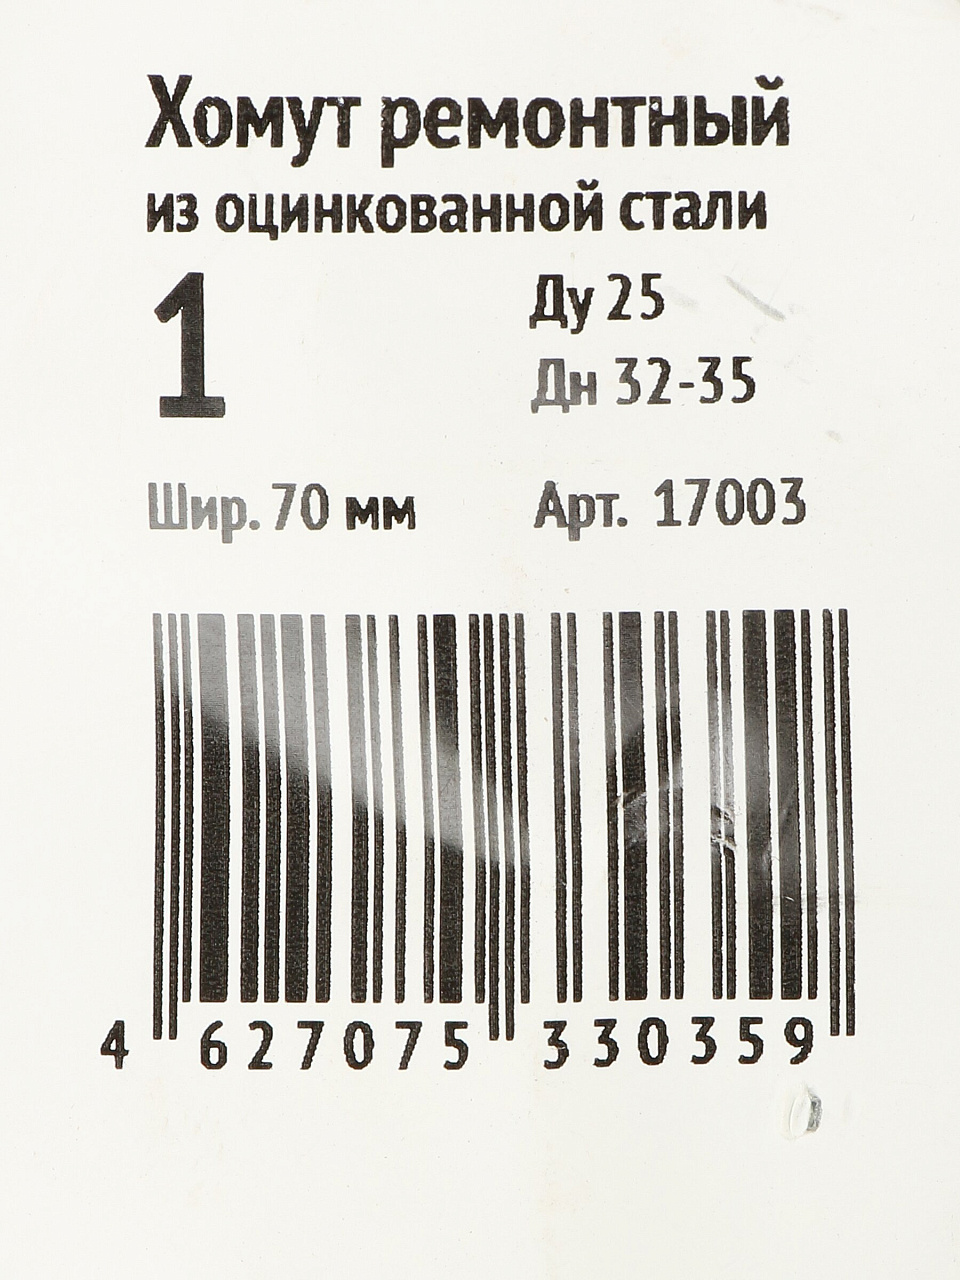 Хомут ремонтный
из оцинкованной стали
1
Ду 25
Дн 32-35
Шир. 70 мм
Арт. 17003
4 627075 330359